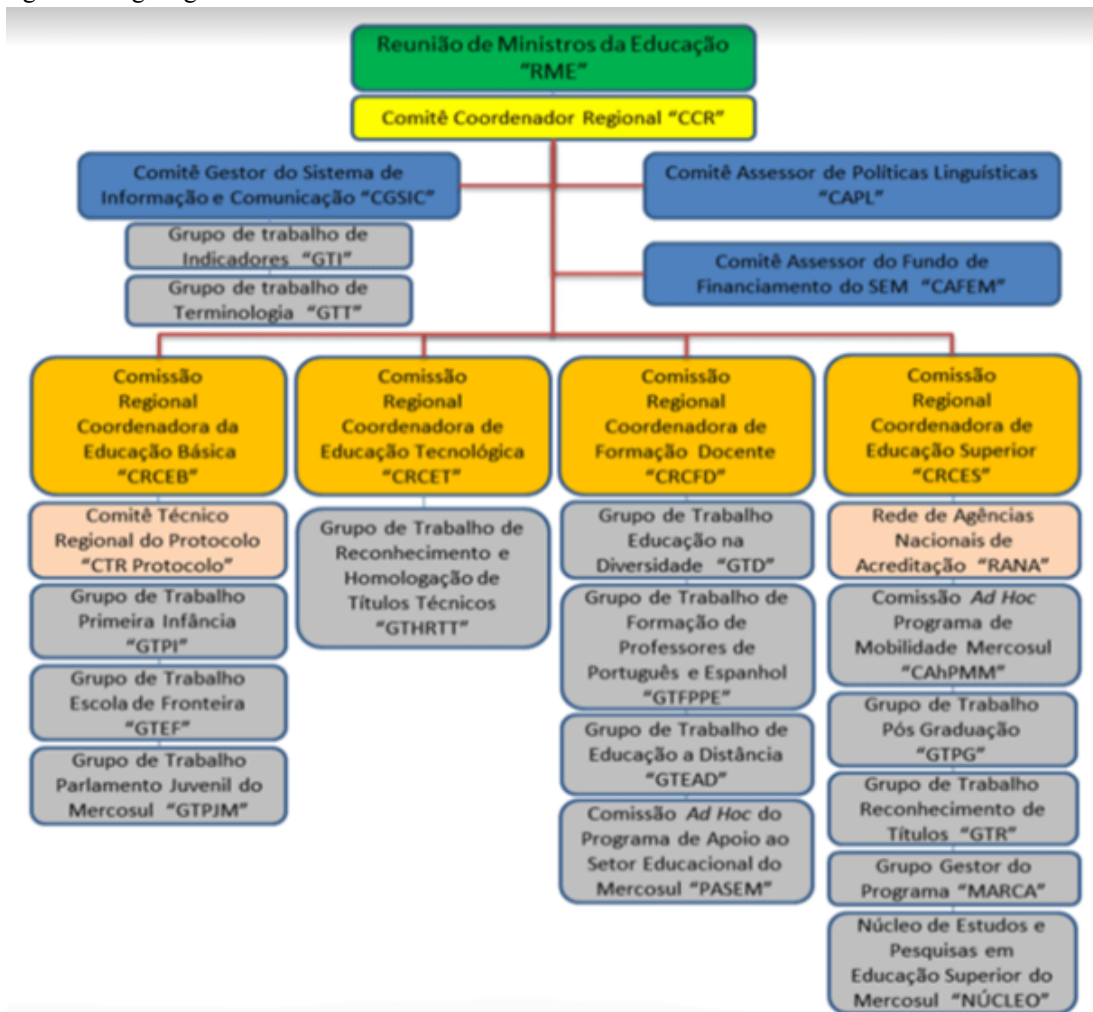 Reunião de Ministros da Educação
"RME"
Comitê Coordenador Regional "CCR"
Comitê Gestor do Sistema de
Informação e Comunicação "CGSIC"
Grupo de trabalho de
Indicadores "GTI"
Grupo de trabalho de
Terminologia "GTT"
Comitê Assessor de Políticas Linguísticas
"CAPL"
Comitê Assessor do Fundo de
Financiamento do SEM "CAFEM"
Comissão
Regional
Coordenadora da
Educação Básica
"CRCEB"
Comitê Técnico
Regional do Protocolo
"CTR Protocolo"
Grupo de Trabalho
Primeira Infância
"GTPI"
Grupo de Trabalho
Escola de Fronteira
"GTEF"
Grupo de Trabalho
Parlamento Juvenil do
Mercosul "GTPJM"
Comissão
Regional
Coordenadora de
Educação Tecnológica
"CRCET"
Grupo de Trabalho de
Reconhecimento e
Homologação de
Títulos Técnicos
"GTHRTT"
Comissão
Regional
Coordenadora de
Formação Docente
"CRCFD"
Grupo de Trabalho
Educação na
Diversidade "GTD"
Grupo de Trabalho de
Formação de
Professores de
Português e Espanhol
"GTFPPE"
Grupo de Trabalho de
Educação a Distância
"GTEAD"
Comissão Ad Hoc do
Programa de Apoio ao
Setor Educacional do
Mercosul "PASEM"
Comissão
Regional
Coordenadora de
Educação Superior
"CRCES"
Rede de Agências
Nacionais de
Acreditação "RANA"
Comissão Ad Hoc
Programa de
Mobilidade Mercosul
"CAhPMM"
Grupo de Trabalho
Pós Graduação
"GTPG"
Grupo de Trabalho
Reconhecimento de
Títulos "GTR"
Grupo Gestor do
Programa "MARCA"
Núcleo de Estudos e
Pesquisas em
Educação Superior do
Mercosul "NÚCLEO"